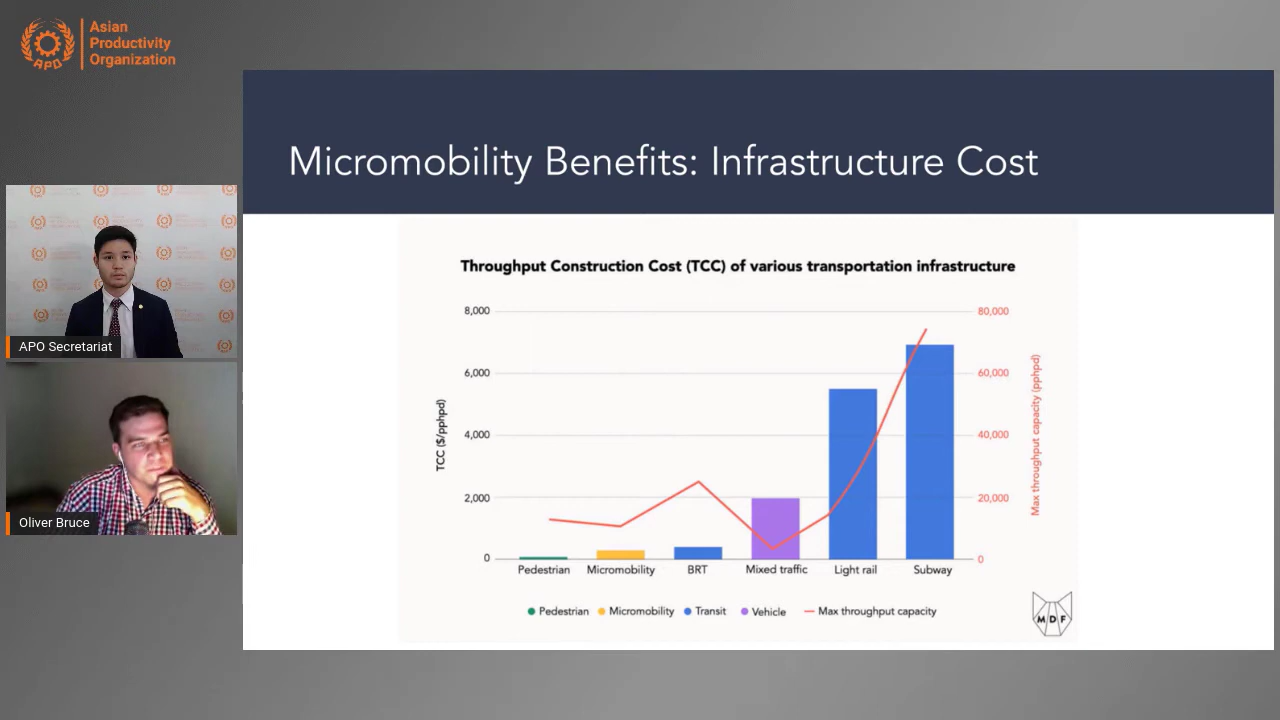 Asian
Productivity
Organization
APO
Micromobility Benefits: Infrastructure Cost
APO Secretariat
Oliver Bruce
Throughput Construction Cost (TCC) of various transportation infrastructure
TCC ($/pphpd)
8,000
6,000
4,000
2,000
0
80,000
60,000
40,000
20,000
0
Max throughput capacity (pphpd)
Pedestrian Micromobility BRT Mixed traffic Light rail Subway
Pedestrian Micromobility Transit Vehicle Max throughput capacity
MDF